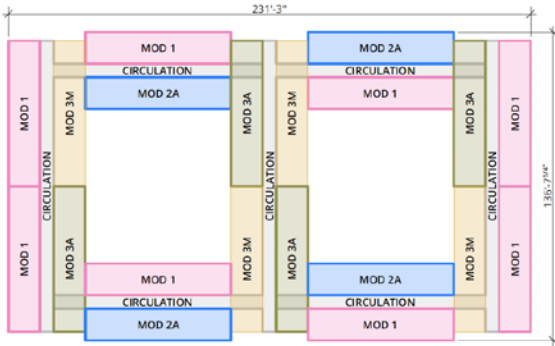 231'-3"
MOD 1
MOD 2A
CIRCULATION
CIRCULATION
MOD 2A
MOD 1
MOD 1
MOD 3M
MOD 3A
MOD 3M
MOD 3A
MOD 1
CIRCULATION
CIRCULATION
CIRCULATION
136'-7¼"
MOD 1
MOD 3A
MOD 3M
MOD 3A
MOD 3M
MOD 1
MOD 1
MOD 2A
CIRCULATION
CIRCULATION
MOD 2A
MOD 1